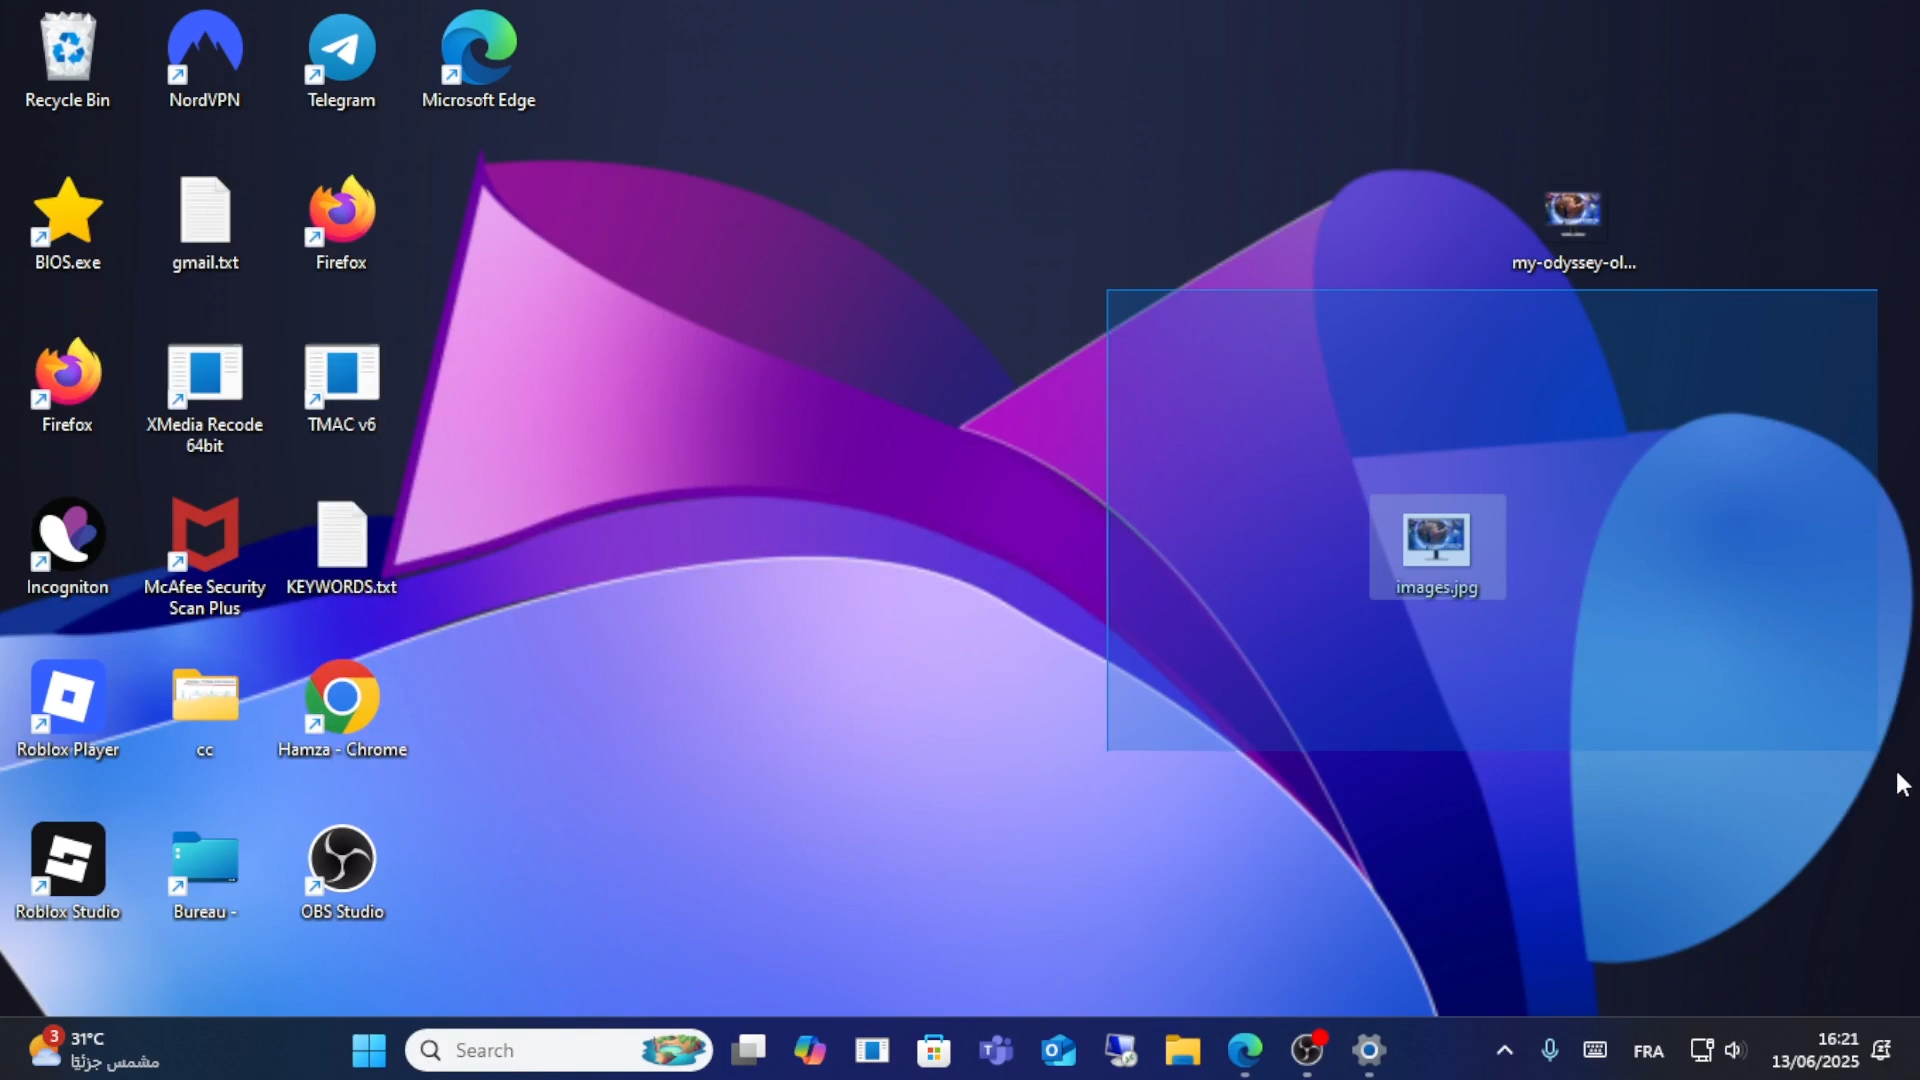 Recycle Bin
NordVPN
Telegram
Microsoft Edge
BIOS.exe
gmail.txt
Firefox
my-odyssey-ol...
Firefox
XMedia Recode
64bit
TMAC v6
Incogniton
McAfee Security
Scan Plus
KEYWORDS.txt
images.jpg
Roblox Player
cc
Hamza - Chrome
Roblox Studio
Bureau -
OBS Studio
3
31°C
مشمس جزئيًا
Search
FRA
16:21
13/06/2025